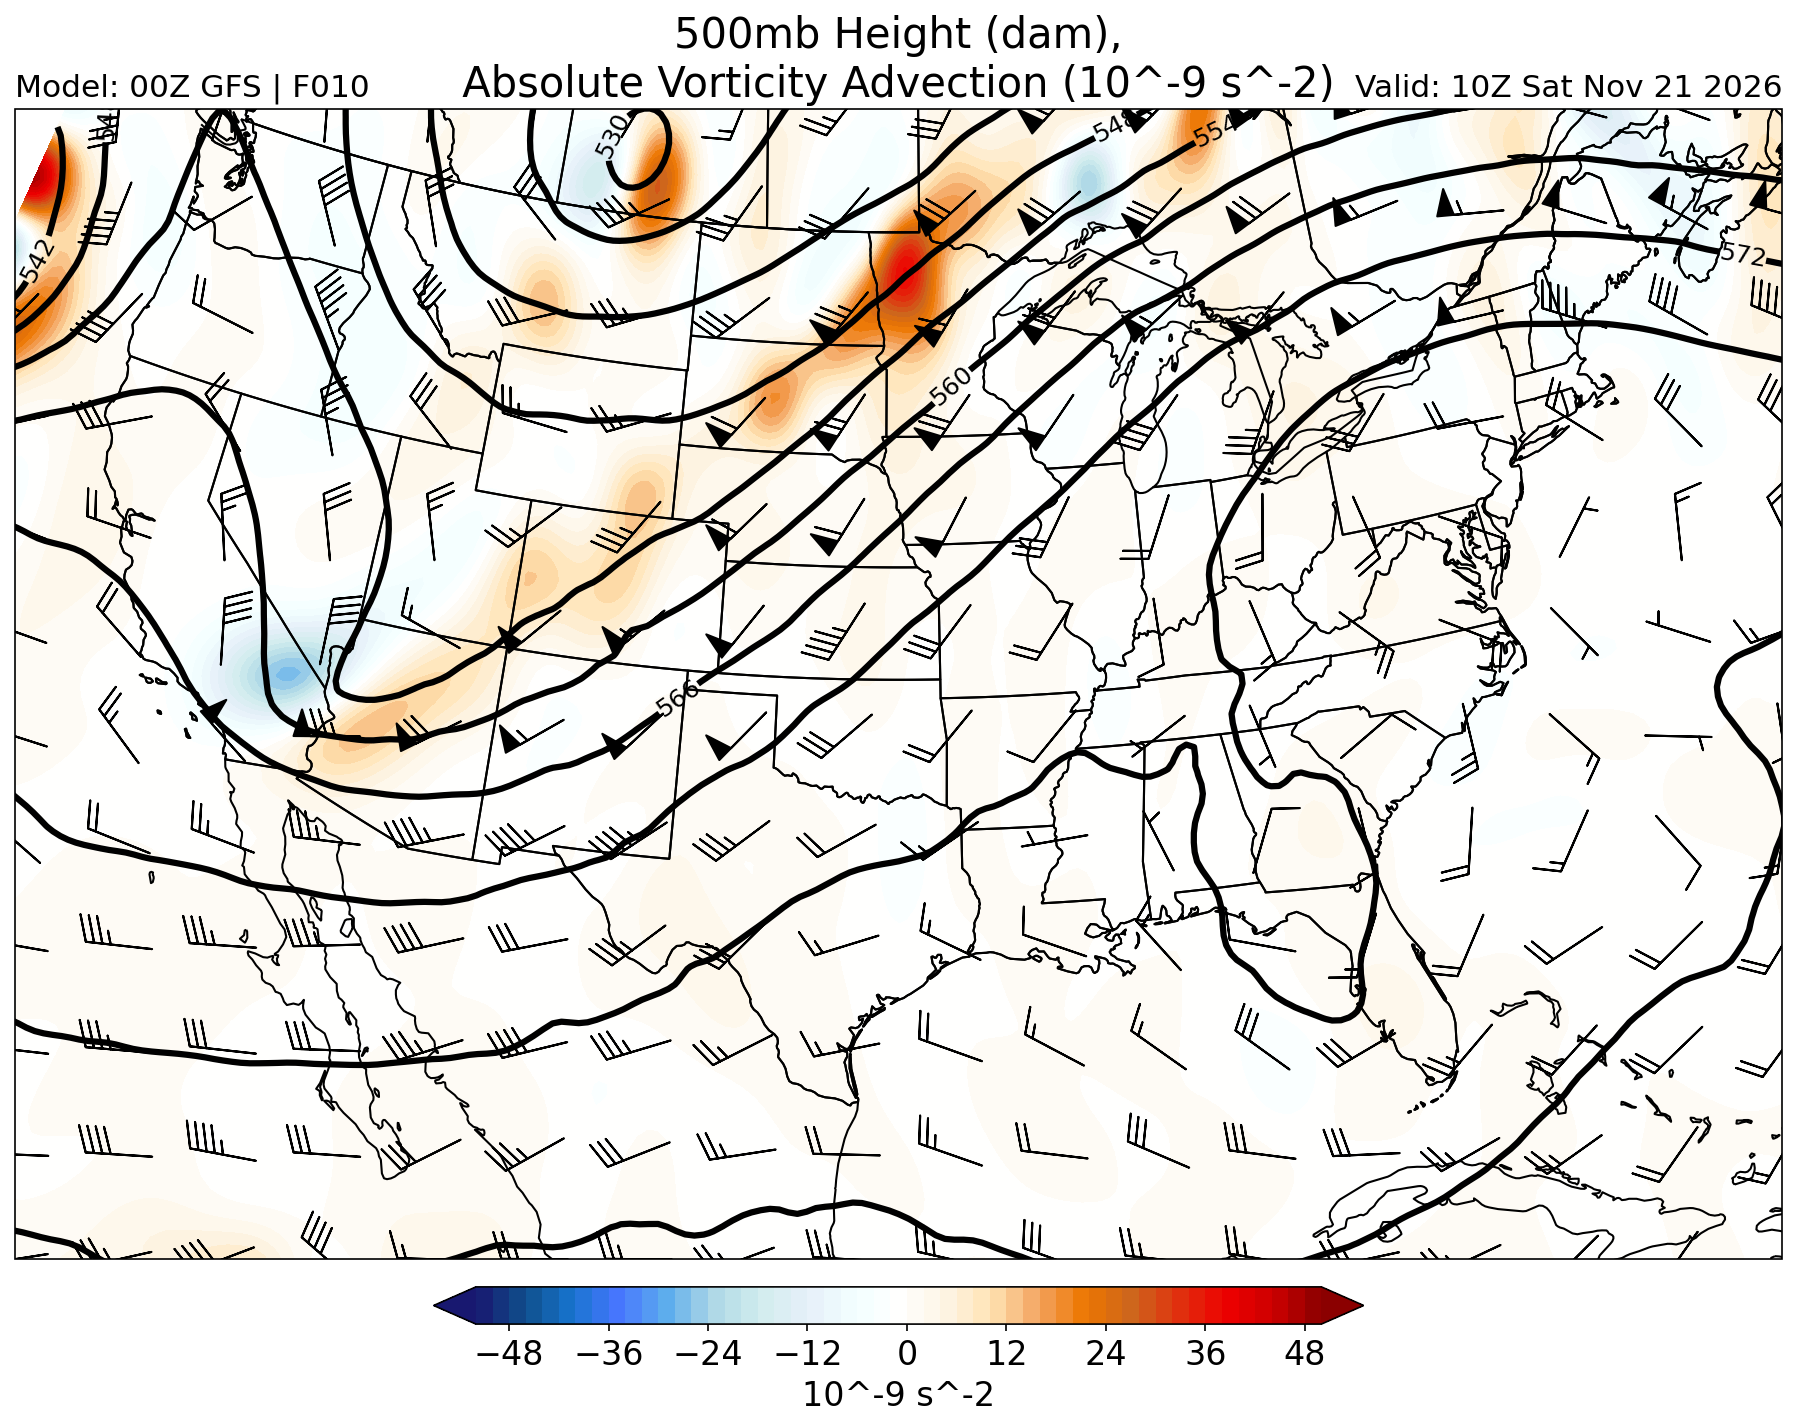 500mb Height (dam),
Model: 00Z GFS | F010 Absolute Vorticity Advection (10^-9 s^-2) Valid: 10Z Sat Nov 21 2026
530
548
554
542
572
560
566
−48 −36 −24 −12 0 12 24 36 48
10^-9 s^-2